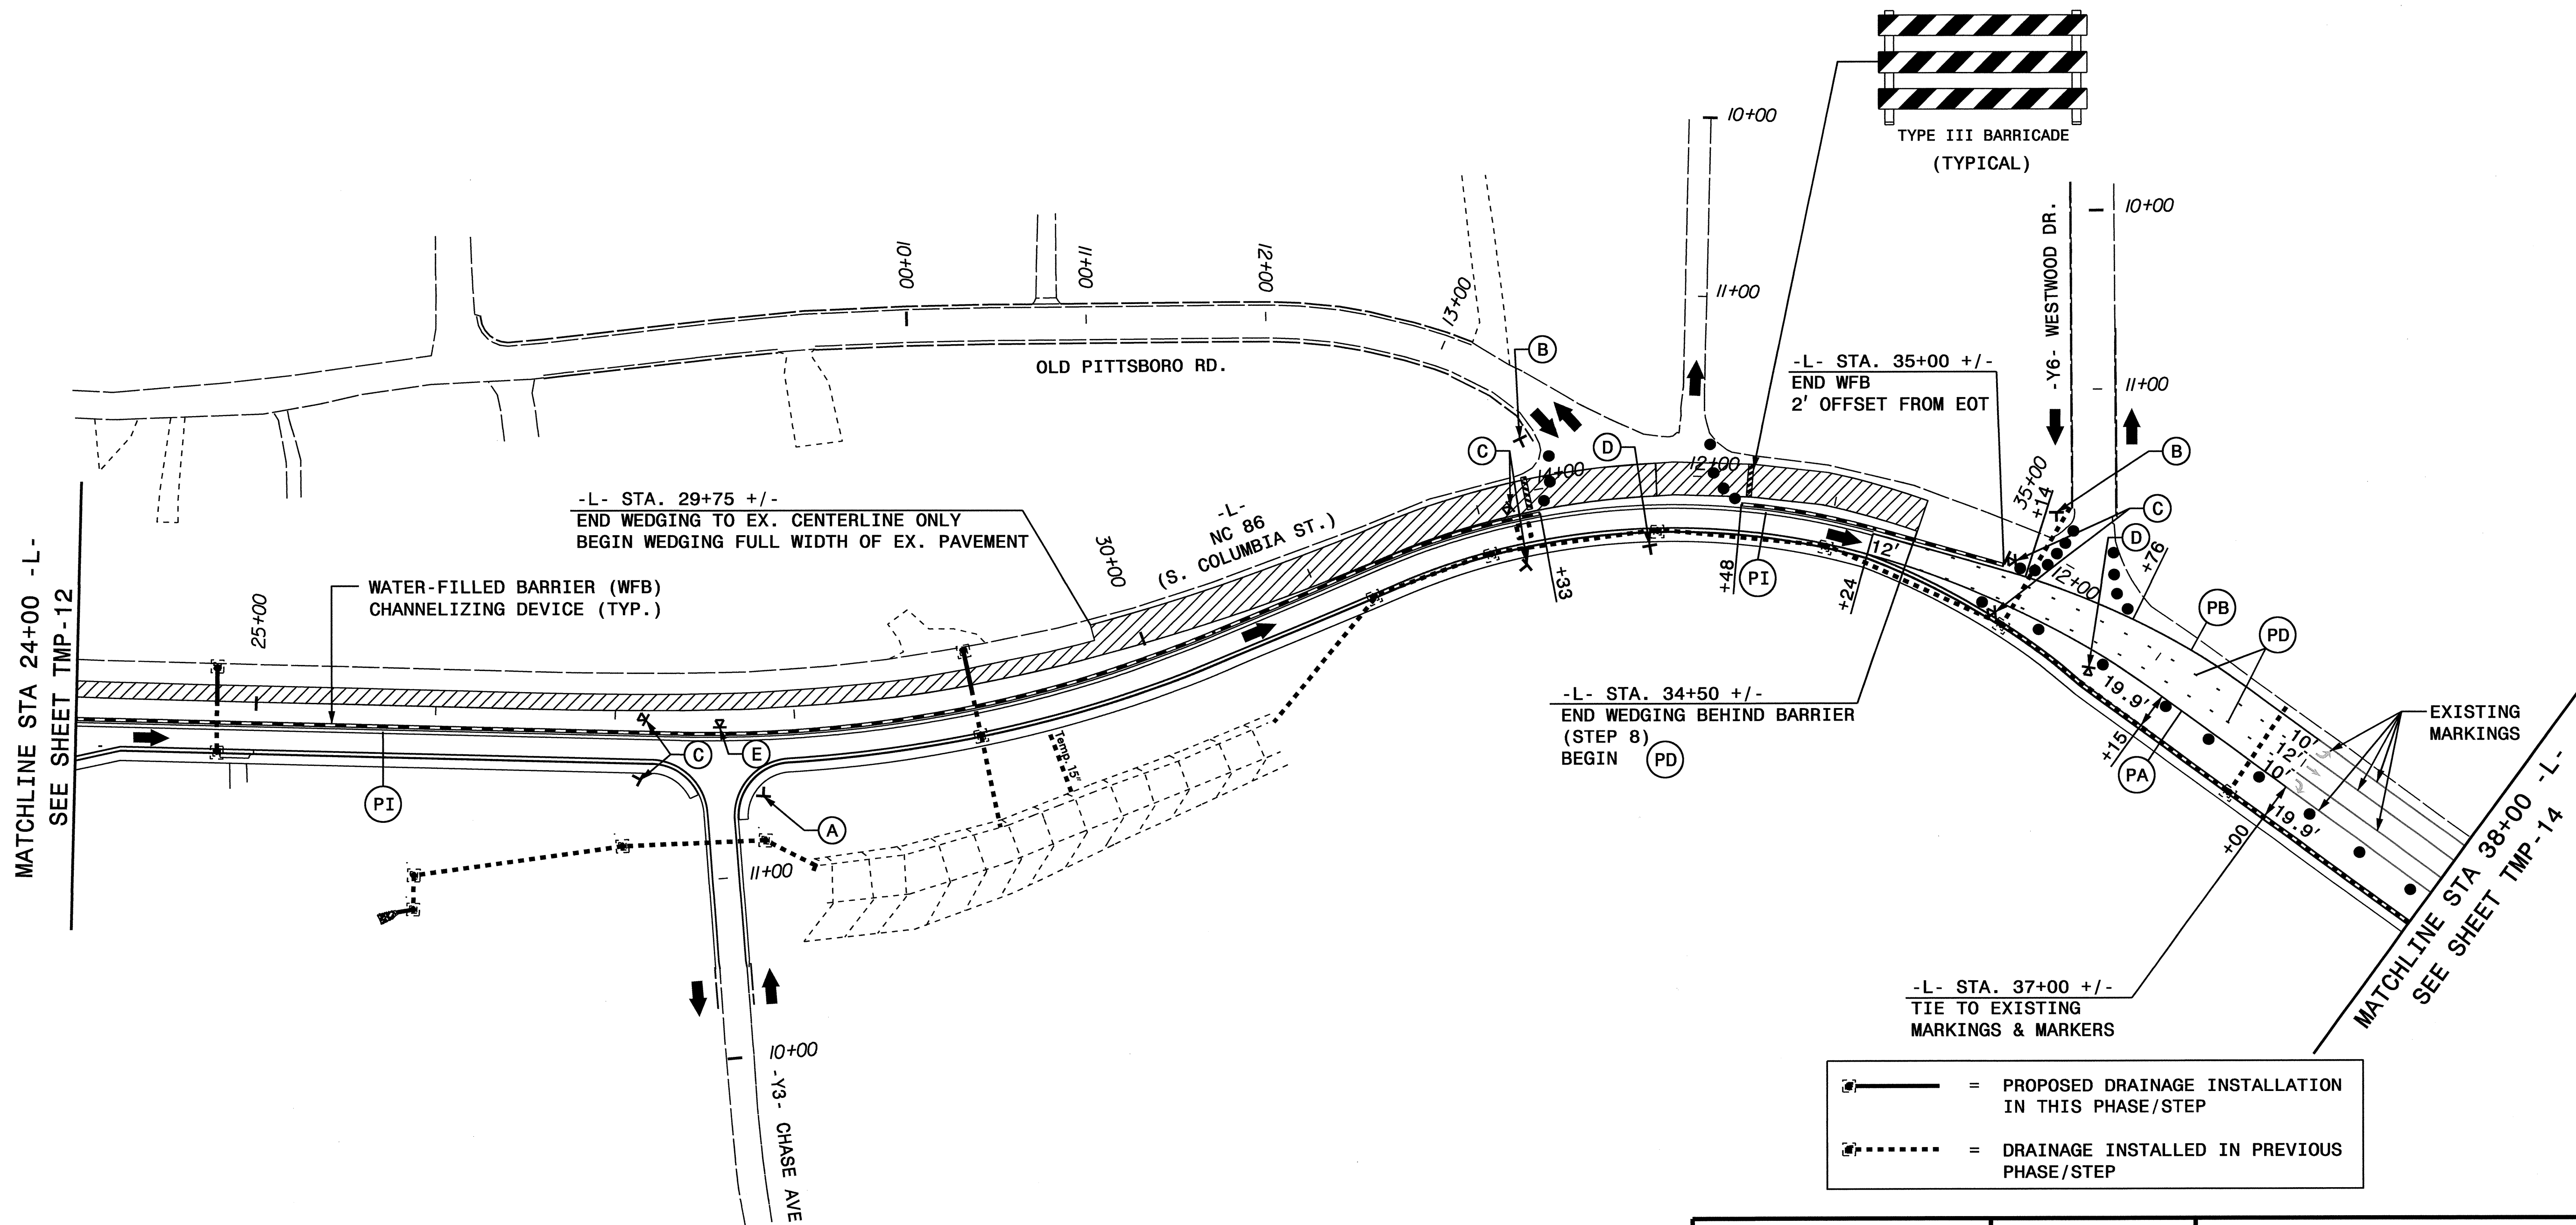 TYPE III BARRICADE
(TYPICAL)
10+00
11+00
10+00
11+00
-Y6- WESTWOOD DR.
10+00
11+00
12+00
13+00
OLD PITTSBORO RD.
B
-L- STA. 35+00 +/-
END WFB
2' OFFSET FROM EOT
C
D
14+00
12+00
35+00
+14
B
C
D
+76
12+00
-L- STA. 29+75 +/-
END WEDGING TO EX. CENTERLINE ONLY
BEGIN WEDGING FULL WIDTH OF EX. PAVEMENT
-L-
NC 86
(S. COLUMBIA ST.)
30+00
WATER-FILLED BARRIER (WFB)
CHANNELIZING DEVICE (TYP.)
25+00
MATCHLINE STA 24+00 -L-
SEE SHEET TMP-12
+33
+48
PI
12'
+24
PB
PD
-L- STA. 34+50 +/-
END WEDGING BEHIND BARRIER
(STEP 8)
BEGIN PD
19.9'
+15
PA
EXISTING
MARKINGS
10'
12'
10'
19.9'
+00
C
E
PI
A
Temp. 15"
11+00
10+00
-Y3- CHASE AVE
-L- STA. 37+00 +/-
TIE TO EXISTING
MARKINGS & MARKERS
MATCHLINE STA 38+00 -L-
SEE SHEET TMP-14
= PROPOSED DRAINAGE INSTALLATION
IN THIS PHASE/STEP
= DRAINAGE INSTALLED IN PREVIOUS
PHASE/STEP